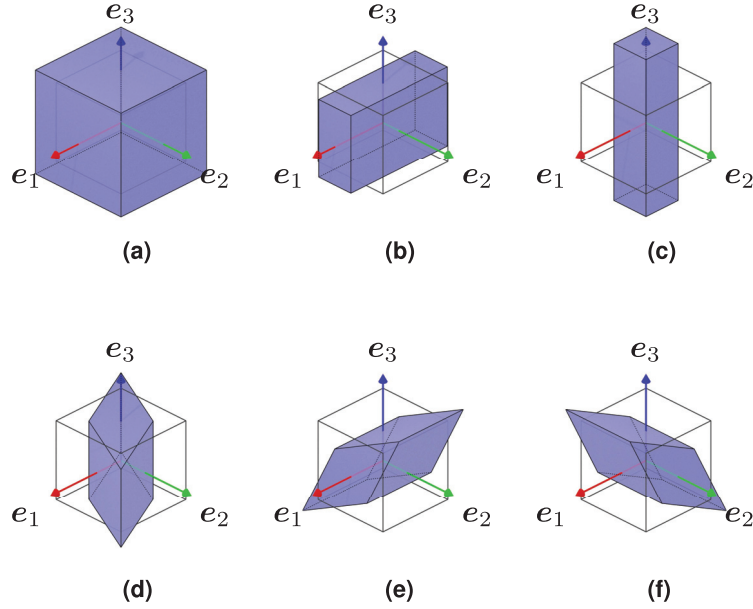 e3 e3 e3
e1 e2 e1 e2 e1 e2
(a) (b) (c)
e3 e3 e3
e1 e2 e1 e2 e1 e2
(d) (e) (f)